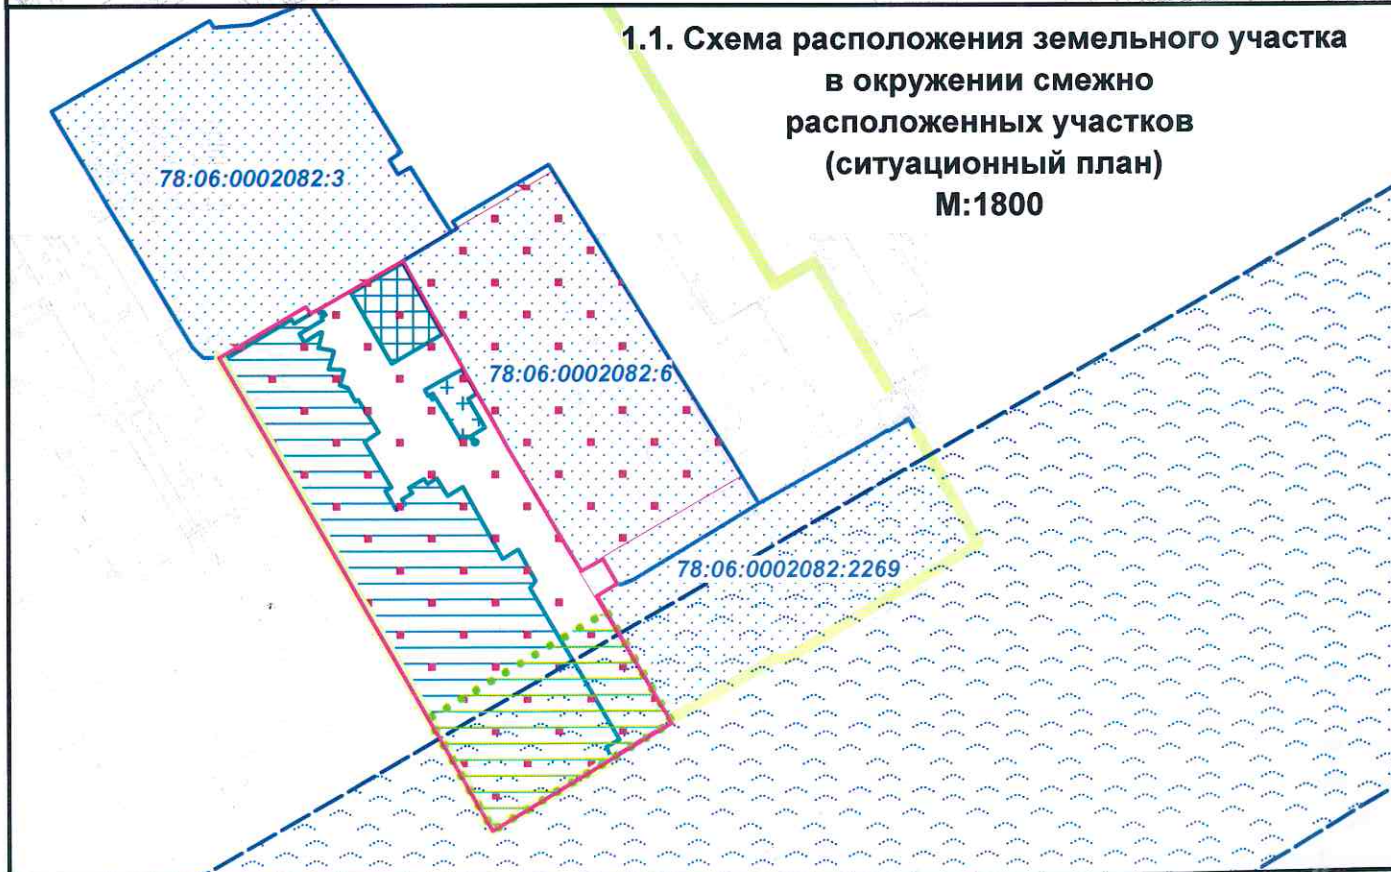 1.1. Схема расположения земельного участка
в окружении смежно
расположенных участков
(ситуационный план)
М:1800
78:06:0002082:3
78:06:0002082:6
78:06:0002082:2269